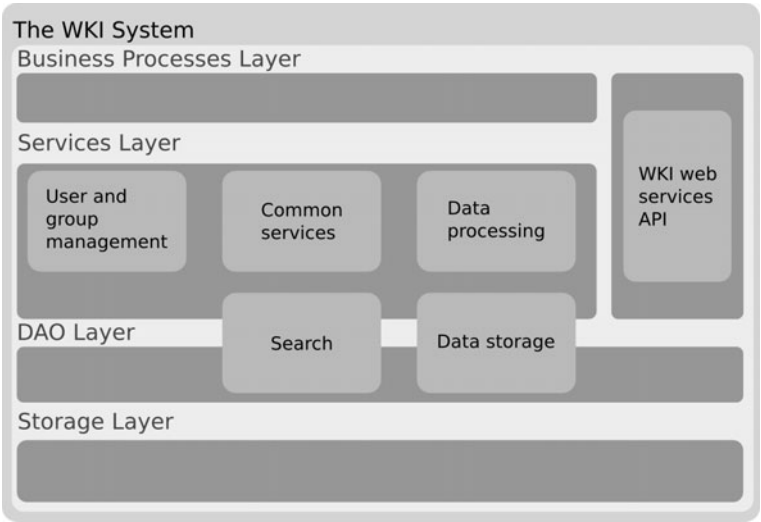 The WKI System
Business Processes Layer
Services Layer
User and
group
management
Common
services
Data
processing
WKI web
services
API
Search
Data storage
DAO Layer
Storage Layer